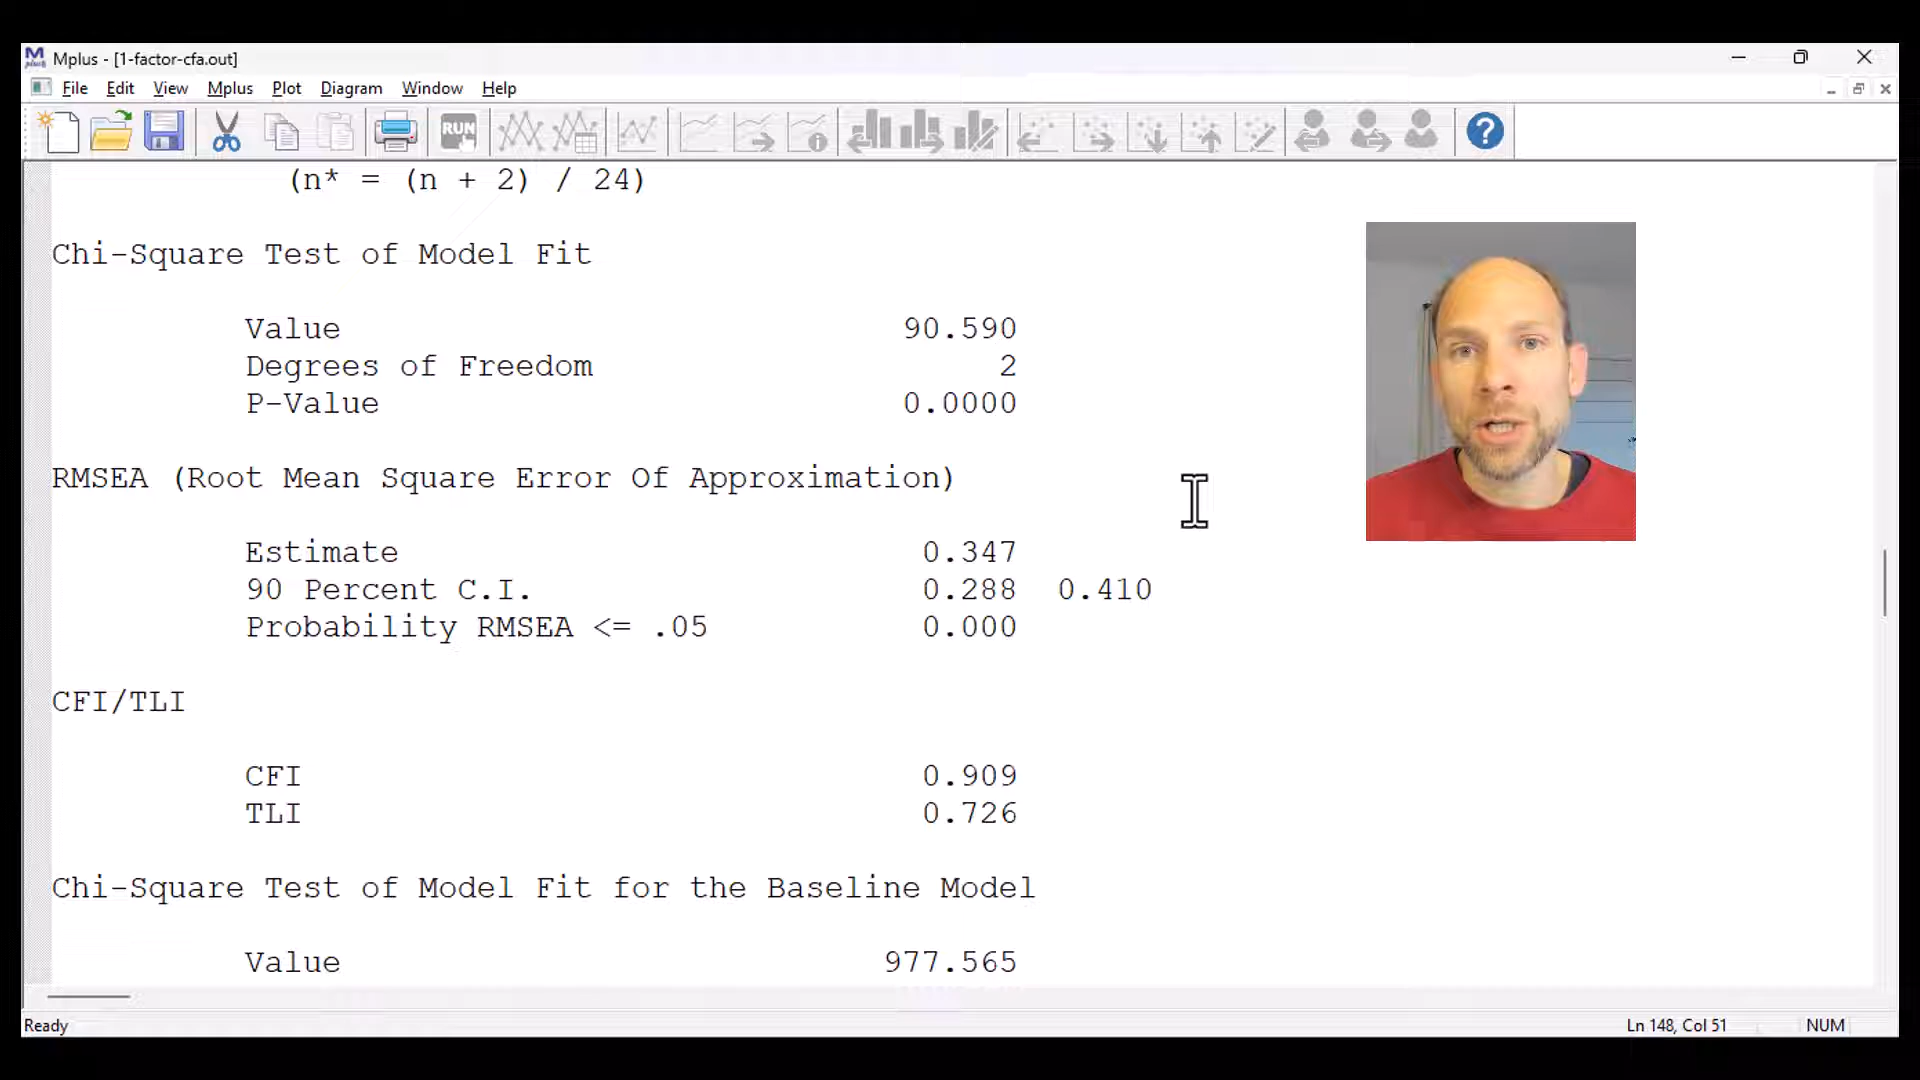 Mplus - [1-factor-cfa.out]
File Edit View Mplus Plot Diagram Window Help
RUN
(n* = (n + 2) / 24)
Chi-Square Test of Model Fit
Value 90.590
Degrees of Freedom 2
P-Value 0.0000
RMSEA (Root Mean Square Error Of Approximation)
Estimate 0.347
90 Percent C.I. 0.288 0.410
Probability RMSEA <= .05 0.000
CFI/TLI
CFI 0.909
TLI 0.726
Chi-Square Test of Model Fit for the Baseline Model
Value 977.565
Ready Ln 148, Col 51 NUM